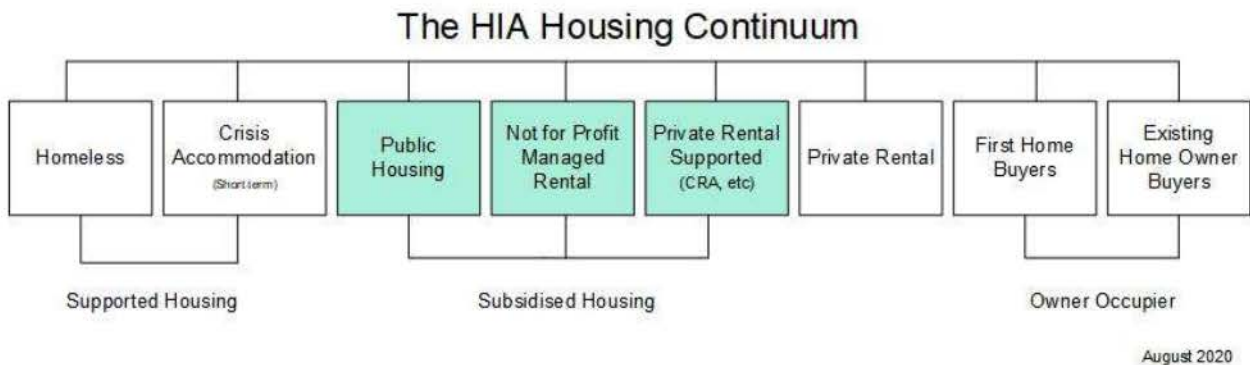 The HIA Housing Continuum
Homeless
Crisis
Accommodation
(Short term)
Public
Housing
Not for Profit
Managed
Rental
Private Rental
Supported
(CRA, etc)
Private Rental
First Home
Buyers
Existing
Home Owner
Buyers
Supported Housing
Subsidised Housing
Owner Occupier
August 2020